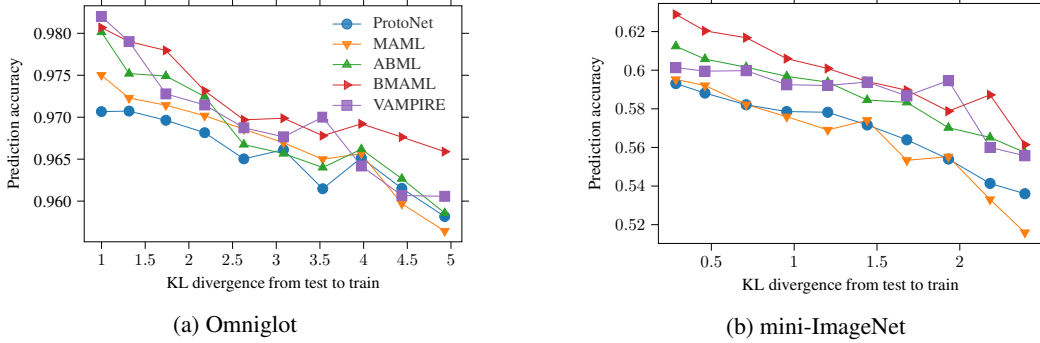 0.980
0.975
0.970
0.965
0.960
Prediction accuracy
ProtoNet
MAML
ABML
BMAML
VAMPIRE
1 1.5 2 2.5 3 3.5 4 4.5 5
KL divergence from test to train
(a) Omniglot
0.62
0.6
0.58
0.56
0.54
0.52
Prediction accuracy
0.5 1 1.5 2
KL divergence from test to train
(b) mini-ImageNet